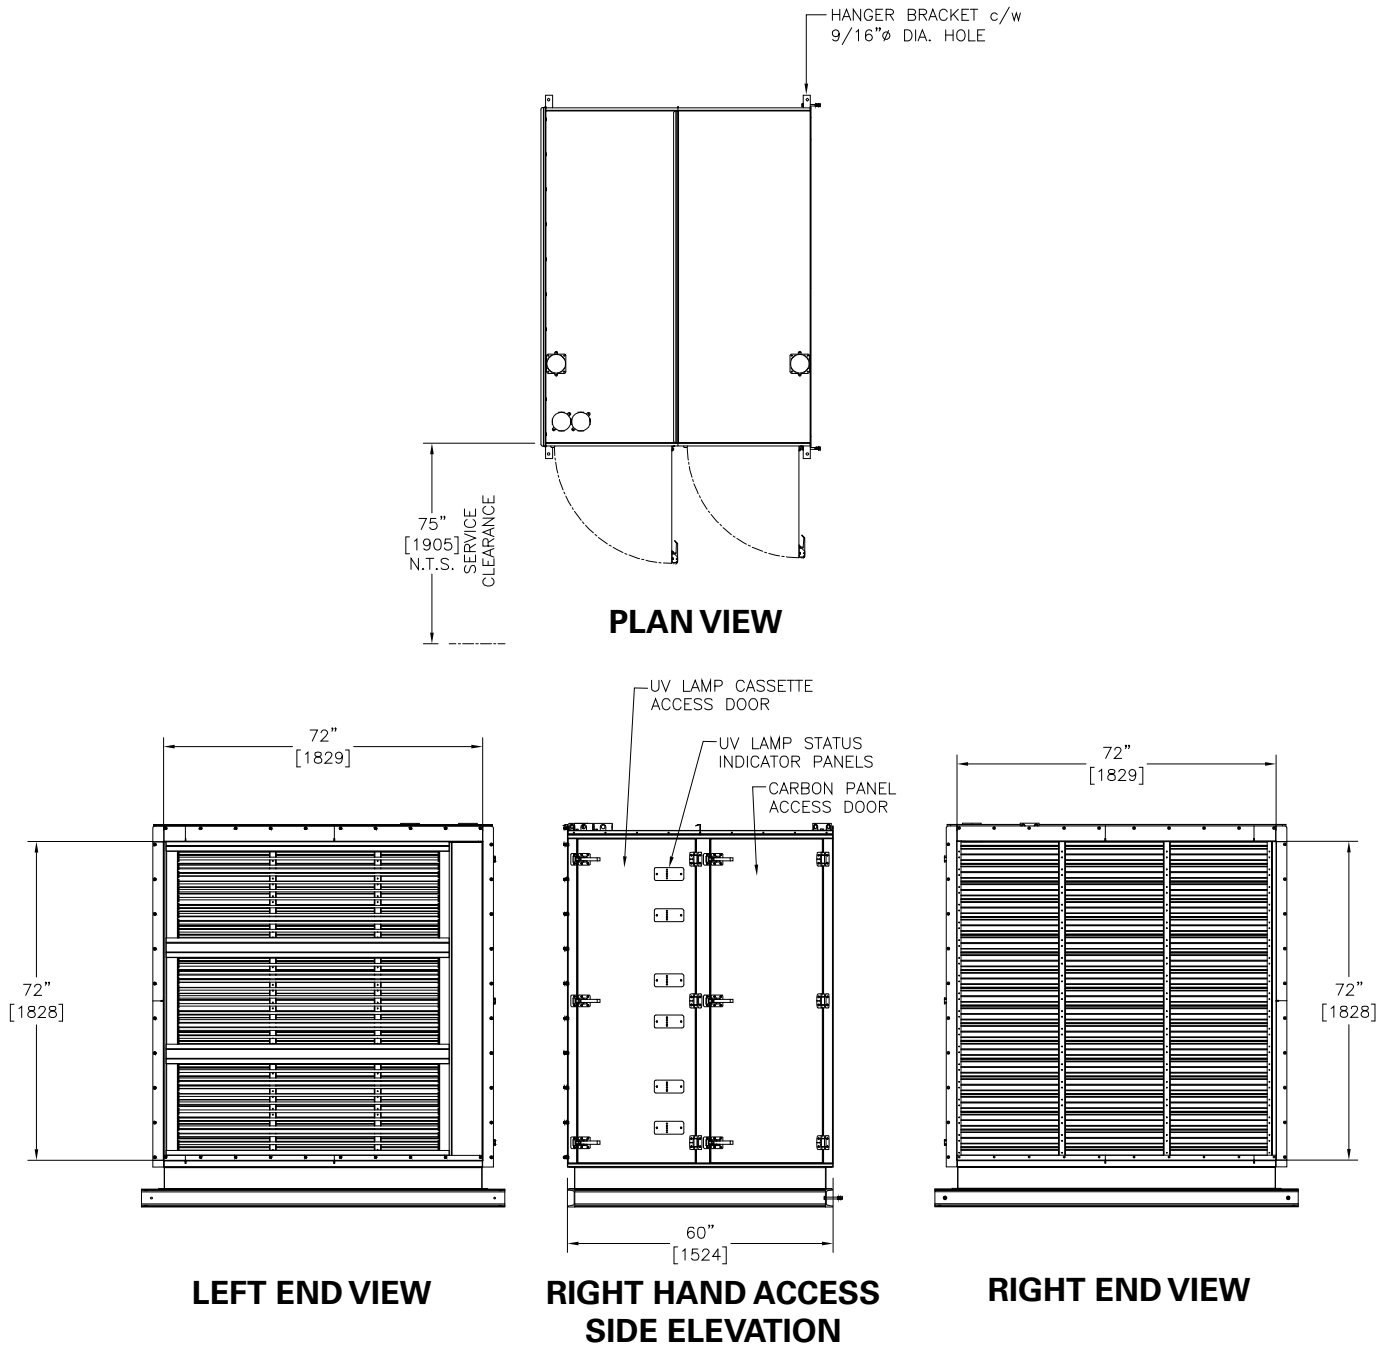 HANGER BRACKET c/w
9/16"ø DIA. HOLE
75"
[1905]
N.T.S.
SERVICE
CLEARANCE
PLAN VIEW
UV LAMP CASSETTE
ACCESS DOOR
UV LAMP STATUS
INDICATOR PANELS
CARBON PANEL
ACCESS DOOR
72"
[1829]
72"
[1829]
72"
[1828]
72"
[1828]
60"
[1524]
LEFT END VIEW
RIGHT HAND ACCESS
SIDE ELEVATION
RIGHT END VIEW